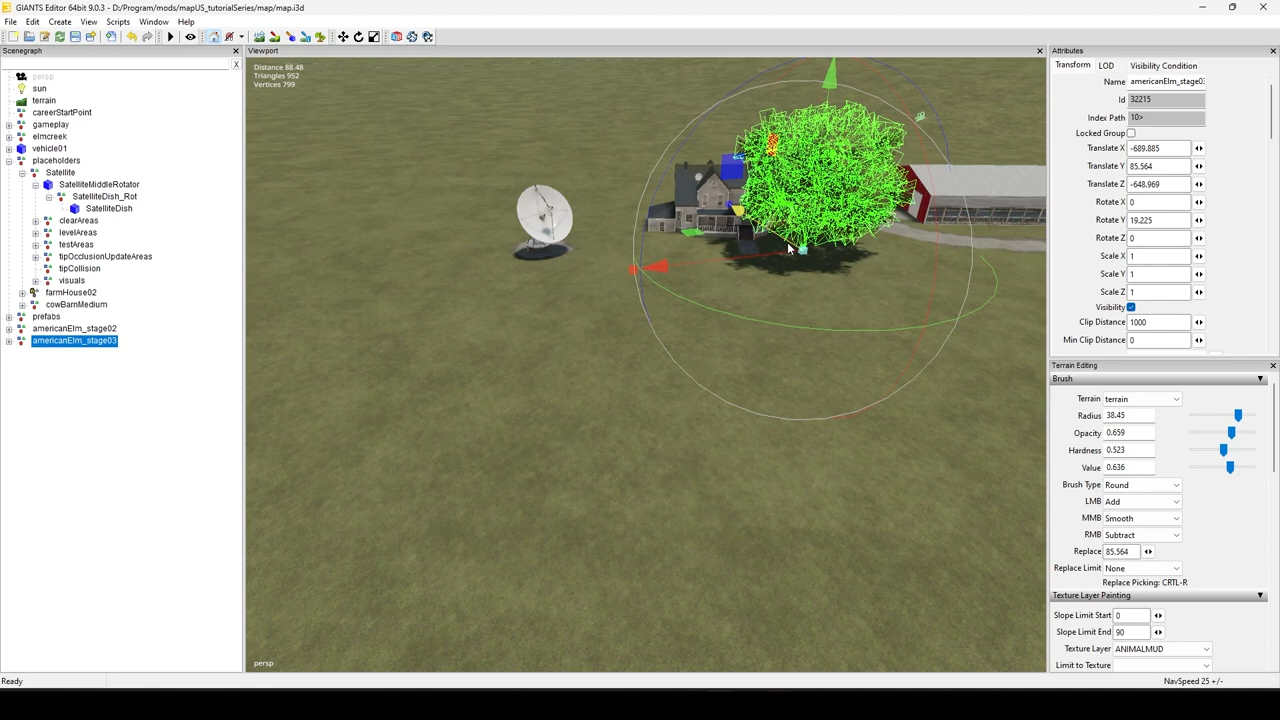 GIANTS Editor 64bit 9.0.3 - D:/Program/mods/mapUS_tutorialSeries/map/map.i3d
File Edit Create View Scripts Window Help
Scenegraph
X
persp
sun
terrain
careerStartPoint
gameplay
elmcreek
vehicle01
placeholders
Satellite
SatelliteMiddleRotator
SatelliteDish_Rot
SatelliteDish
clearAreas
levelAreas
testAreas
tipOcclusionUpdateAreas
tipCollision
visuals
farmHouse02
cowBarnMedium
prefabs
americanElm_stage02
americanElm_stage03
Viewport
Distance 88.48
Triangles 952
Vertices 799
persp
Attributes
Transform LOD Visibility Condition
Name americanElm_stage03
Id 32215
Index Path 10>
Locked Group
Translate X -689.885
Translate Y 85.564
Translate Z -648.969
Rotate X 0
Rotate Y 19.225
Rotate Z 0
Scale X 1
Scale Y 1
Scale Z 1
Visibility
Clip Distance 1000
Min Clip Distance 0
Terrain Editing
Brush
Terrain terrain
Radius 38.45
Opacity 0.659
Hardness 0.523
Value 0.636
Brush Type Round
LMB Add
MMB Smooth
RMB Subtract
Replace 85.564
Replace Limit None
Replace Picking: CRTL-R
Texture Layer Painting
Slope Limit Start 0
Slope Limit End 90
Texture Layer ANIMALMUD
Limit to Texture
Ready
NavSpeed 25 +/-